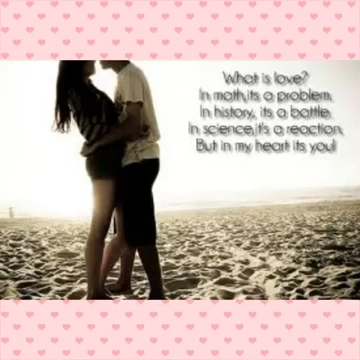 What is love?
In math,its a problem,
In history, its a battle.
In science,it's a reaction,
But in my heart its you!